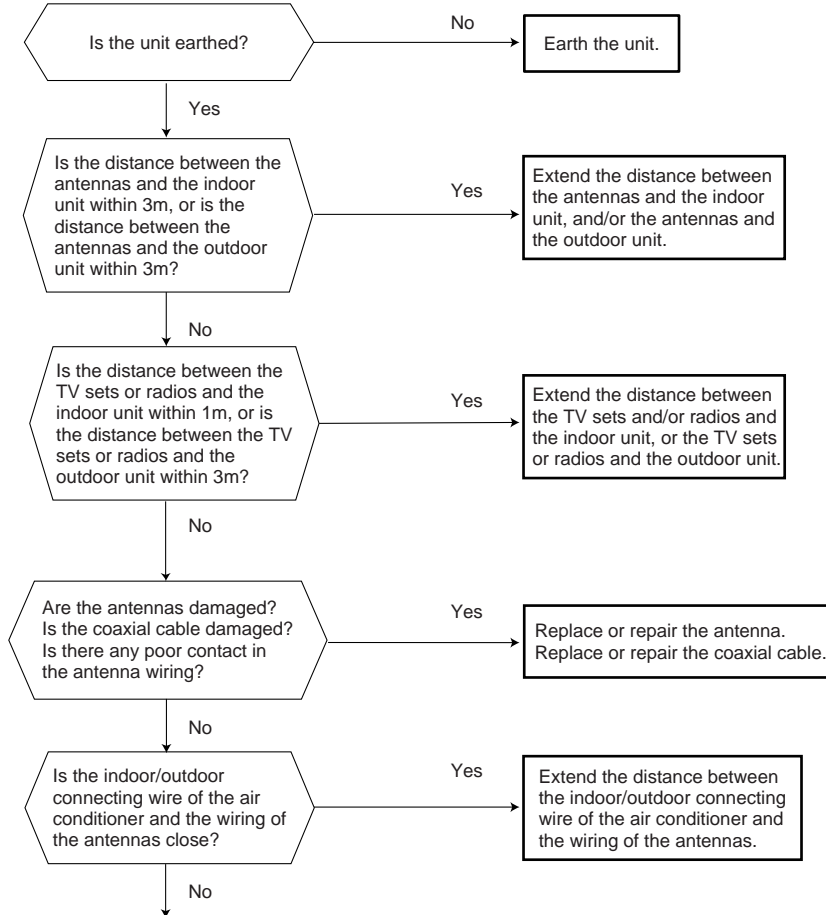 Is the unit earthed?
No
Earth the unit.
Yes
Is the distance between the
antennas and the indoor
unit within 3m, or is the
distance between the
antennas and the outdoor
unit within 3m?
Yes
Extend the distance between
the antennas and the indoor
unit, and/or the antennas and
the outdoor unit.
No
Is the distance between the
TV sets or radios and the
indoor unit within 1m, or is
the distance between the TV
sets or radios and the
outdoor unit within 3m?
Yes
Extend the distance between
the TV sets and/or radios and
the indoor unit, or the TV sets
or radios and the outdoor unit.
No
Are the antennas damaged?
Is the coaxial cable damaged?
Is there any poor contact in
the antenna wiring?
Yes
Replace or repair the antenna.
Replace or repair the coaxial cable.
No
Is the indoor/outdoor
connecting wire of the air
conditioner and the wiring of
the antennas close?
Yes
Extend the distance between
the indoor/outdoor connecting
wire of the air conditioner and
the wiring of the antennas.
No